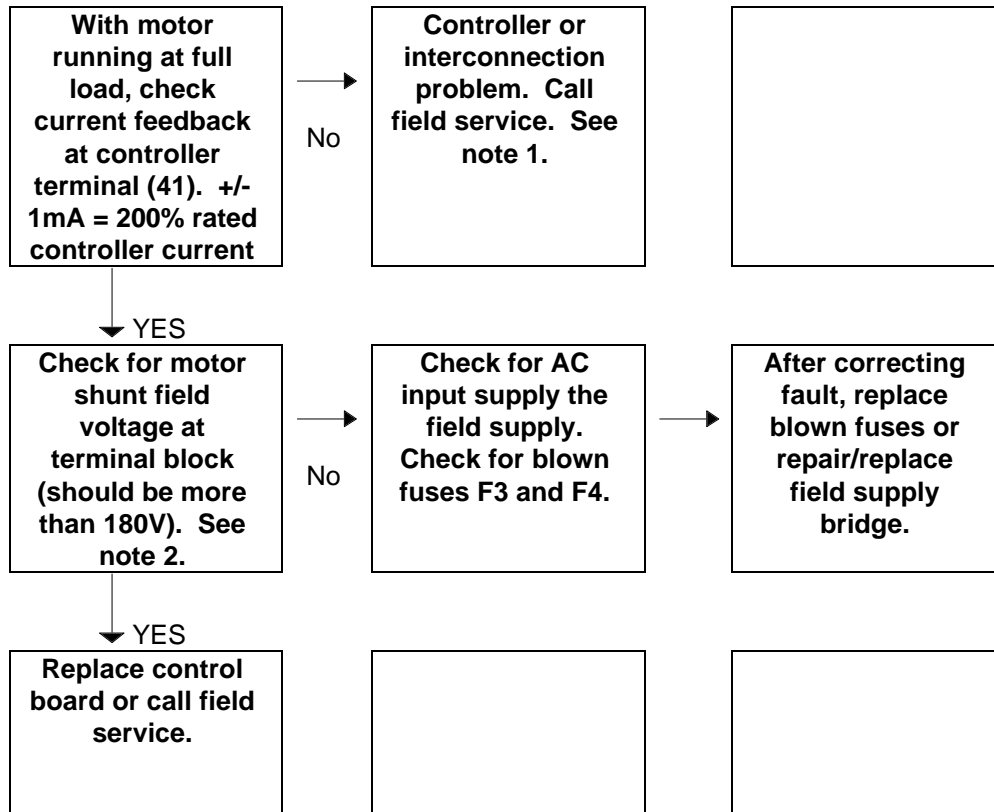 With motor
running at full
load, check
current feedback
at controller
terminal (41).  +/-
1mA = 200% rated
controller current
No
Controller or
interconnection
problem.  Call
field service.  See
note 1.
YES
Check for motor
shunt field
voltage at
terminal block
(should be more
than 180V).  See
note 2.
No
Check for AC
input supply the
field supply.
Check for blown
fuses F3 and F4.
After correcting
fault, replace
blown fuses or
repair/replace
field supply
bridge.
YES
Replace control
board or call field
service.